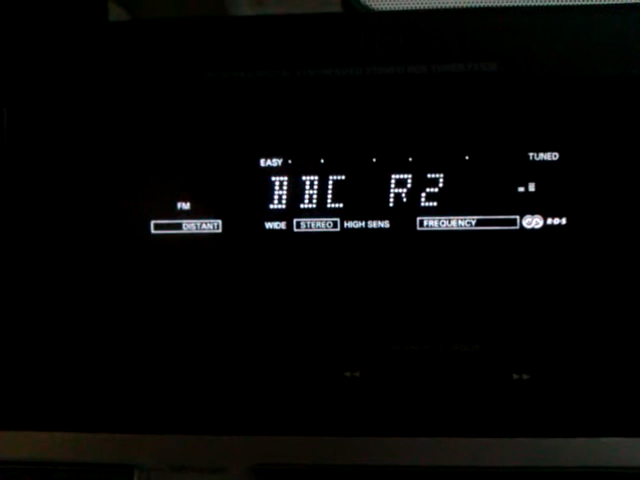 EASY TUNED
BBC R2
FM
DISTANT WIDE STEREO HIGH SENS FREQUENCY RDS